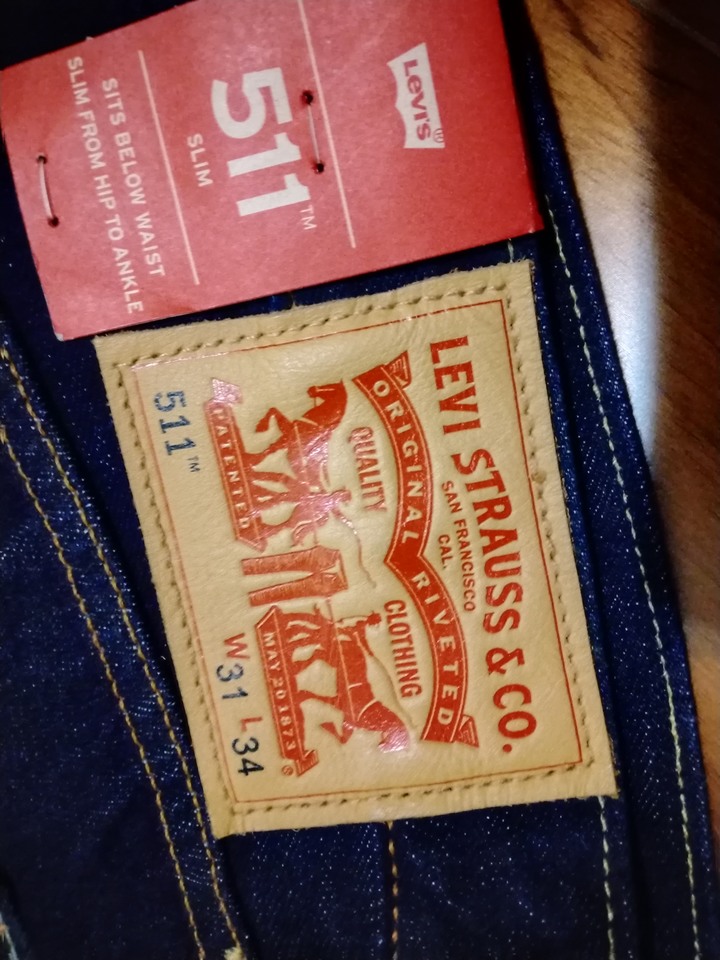 Levi's®
511™
SLIM
SITS BELOW WAIST
SLIM FROM HIP TO ANKLE
LEVI STRAUSS & CO.
SAN FRANCISCO
CAL.
ORIGINAL RIVETED
QUALITY CLOTHING
PATENTED MAY 20 1873 ®
511™ W 31 L 34